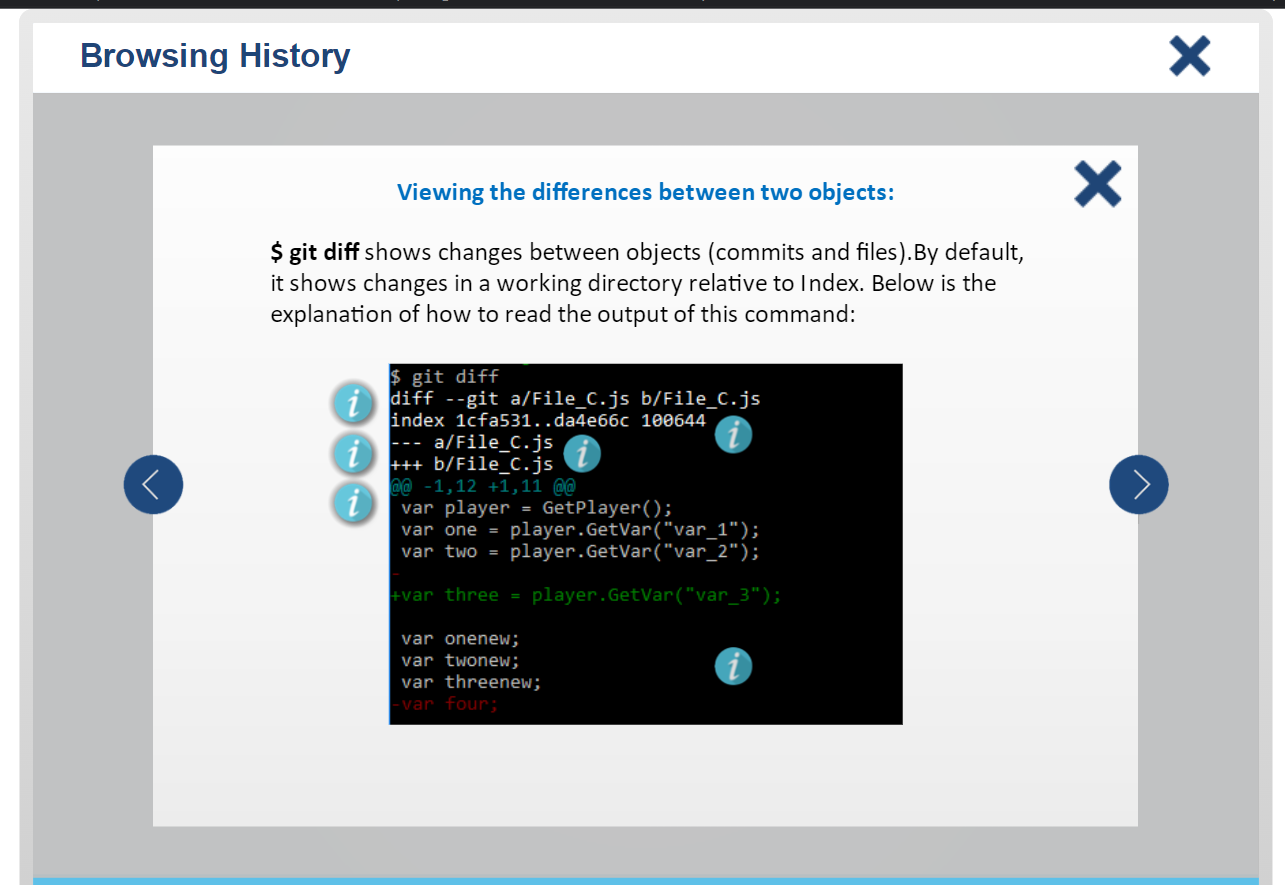 Browsing History
Viewing the differences between two objects:
$ git diff shows changes between objects (commits and files).By default,
it shows changes in a working directory relative to Index. Below is the
explanation of how to read the output of this command:
$ git diff
diff --git a/File_C.js b/File_C.js
index 1cfa531..da4e66c 100644
--- a/File_C.js
+++ b/File_C.js
@@ -1,12 +1,11 @@
 var player = GetPlayer();
 var one = player.GetVar("var_1");
 var two = player.GetVar("var_2");
-
+var three = player.GetVar("var_3");
 var onenew;
 var twonew;
 var threenew;
-var four;